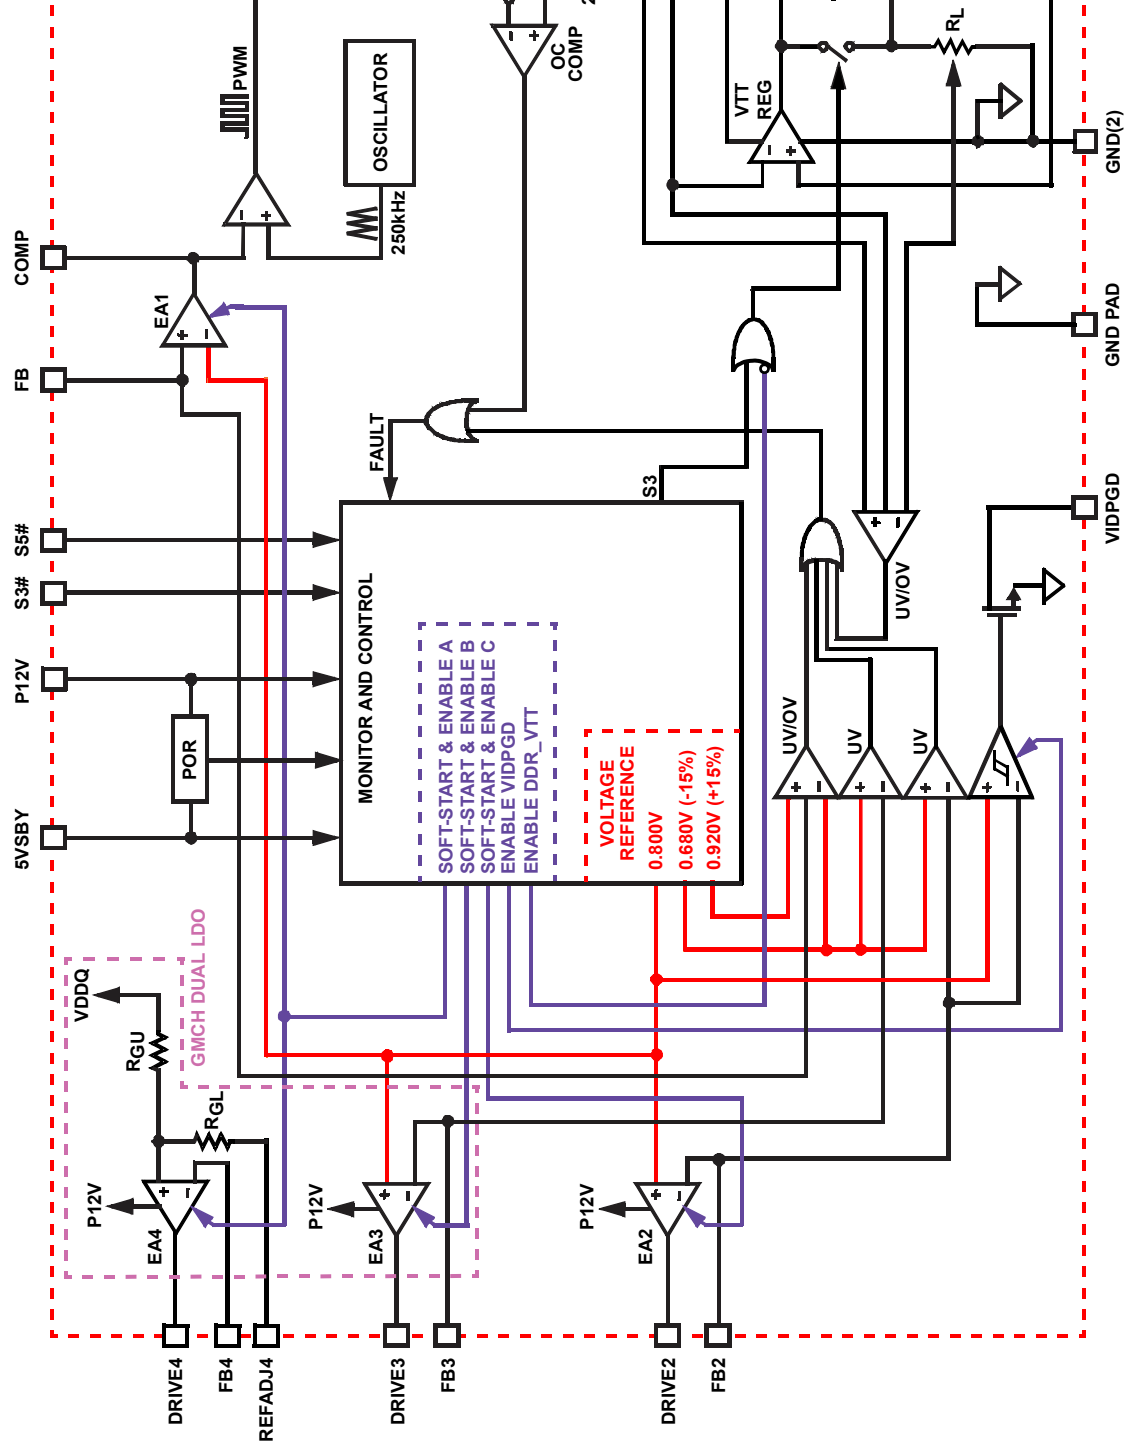 PWM
OSCILLATOR
250kHz
OC
COMP
VTT
REG
RL
GND(2)
COMP
EA1
GND PAD
FB
FAULT
S3
VIDPGD
S5#
S3#
P12V
5VSBY
POR
MONITOR AND CONTROL
SOFT-START & ENABLE A
SOFT-START & ENABLE B
SOFT-START & ENABLE C
ENABLE VIDPGD
ENABLE DDR_VTT
VOLTAGE
REFERENCE
0.800V
0.680V (-15%)
0.920V (+15%)
UV/OV
UV/OV
UV
UV
VDDQ
GMCH DUAL LDO
RGU
RGL
P12V
EA4
P12V
EA3
P12V
EA2
DRIVE4
FB4
REFADJ4
DRIVE3
FB3
DRIVE2
FB2